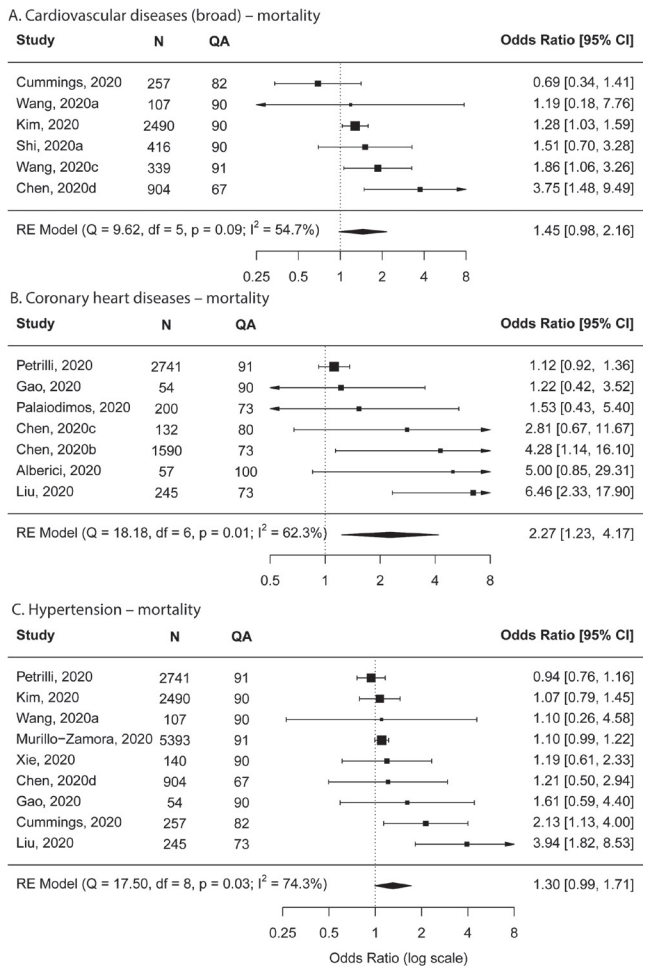 A. Cardiovascular diseases (broad) – mortality
Study N QA Odds Ratio [95% CI]
Cummings, 2020 257 82 0.69 [0.34, 1.41]
Wang, 2020a 107 90 1.19 [0.18, 7.76]
Kim, 2020 2490 90 1.28 [1.03, 1.59]
Shi, 2020a 416 90 1.51 [0.70, 3.28]
Wang, 2020c 339 91 1.86 [1.06, 3.26]
Chen, 2020d 904 67 3.75 [1.48, 9.49]
RE Model (Q = 9.62, df = 5, p = 0.09; I² = 54.7%) 1.45 [0.98, 2.16]
0.25 0.5 1 2 4 8
B. Coronary heart diseases – mortality
Study N QA Odds Ratio [95% CI]
Petrilli, 2020 2741 91 1.12 [0.92, 1.36]
Gao, 2020 54 90 1.22 [0.42, 3.52]
Palaiodimos, 2020 200 73 1.53 [0.43, 5.40]
Chen, 2020c 132 80 2.81 [0.67, 11.67]
Chen, 2020b 1590 73 4.28 [1.14, 16.10]
Alberici, 2020 57 100 5.00 [0.85, 29.31]
Liu, 2020 245 73 6.46 [2.33, 17.90]
RE Model (Q = 18.18, df = 6, p = 0.01; I² = 62.3%) 2.27 [1.23, 4.17]
0.5 1 2 4 8
C. Hypertension – mortality
Study N QA Odds Ratio [95% CI]
Petrilli, 2020 2741 91 0.94 [0.76, 1.16]
Kim, 2020 2490 90 1.07 [0.79, 1.45]
Wang, 2020a 107 90 1.10 [0.26, 4.58]
Murillo−Zamora, 2020 5393 91 1.10 [0.99, 1.22]
Xie, 2020 140 90 1.19 [0.61, 2.33]
Chen, 2020d 904 67 1.21 [0.50, 2.94]
Gao, 2020 54 90 1.61 [0.59, 4.40]
Cummings, 2020 257 82 2.13 [1.13, 4.00]
Liu, 2020 245 73 3.94 [1.82, 8.53]
RE Model (Q = 17.50, df = 8, p = 0.03; I² = 74.3%) 1.30 [0.99, 1.71]
0.25 0.5 1 2 4 8
Odds Ratio (log scale)